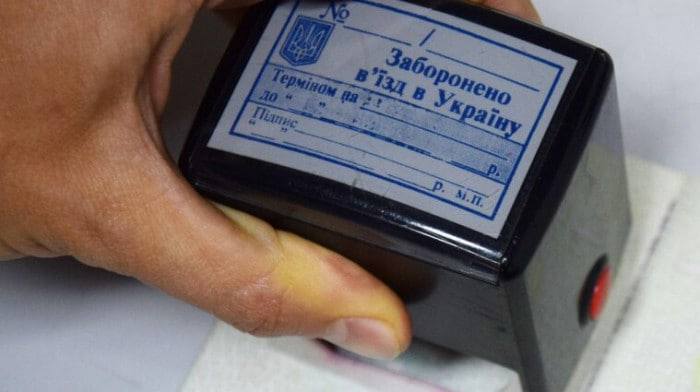 № /
Заборонено
в’їзд в Україну
Терміном на
до “ ” р.
Підпис
“ ” р. м.п.